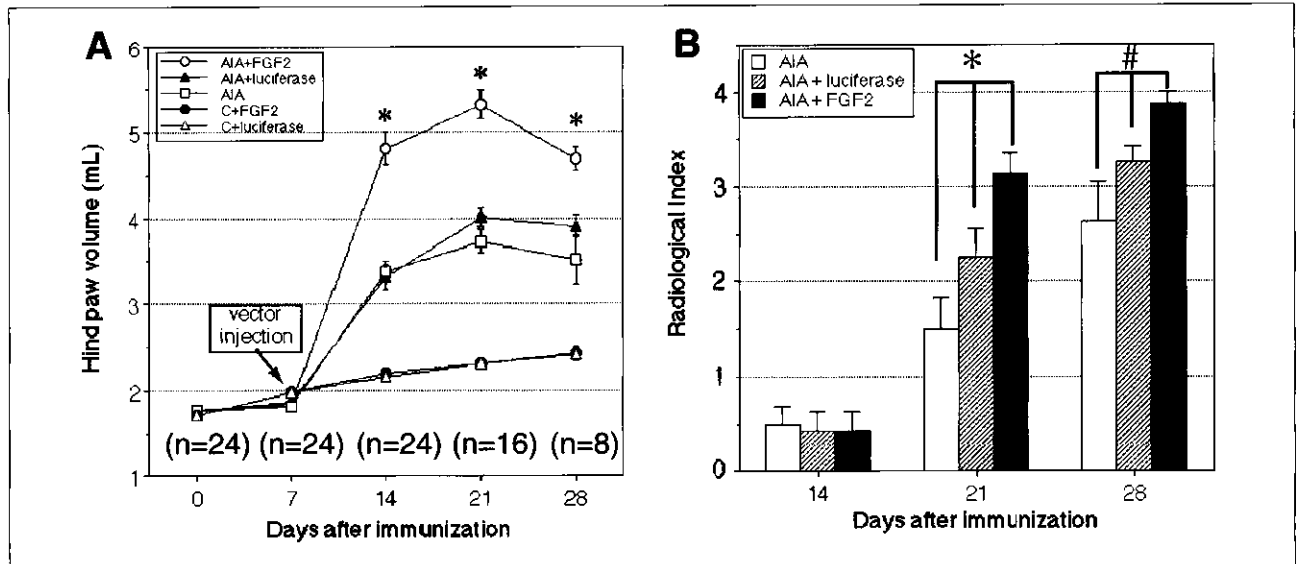 A
AIA+FGF2
AIA+luciferase
AIA
C+FGF2
C+luciferase
Hind paw volume (mL)
6
5
4
3
2
1
*
*
*
vector
injection
(n=24) (n=24) (n=24) (n=16) (n=8)
0 7 14 21 28
Days after immunization
B
AIA
AIA + luciferase
AIA + FGF2
Radiological Index
4
3
2
1
0
*
#
14 21 28
Days after immunization